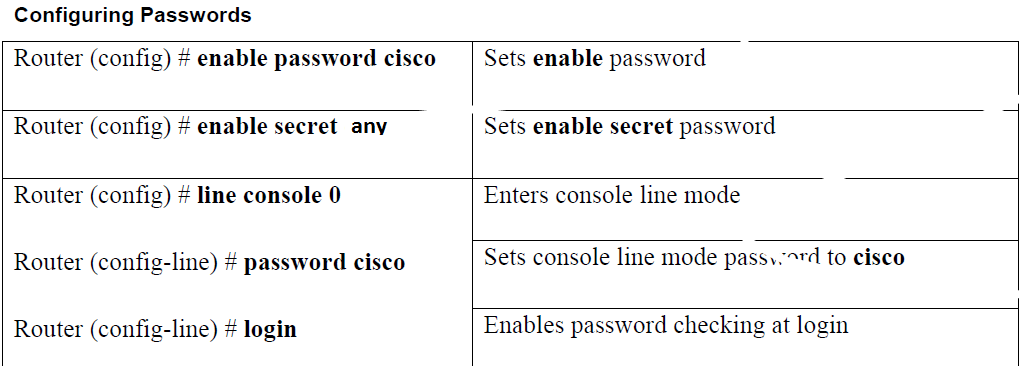 Configuring Passwords
Router (config) # enable password cisco
Sets enable password
Router (config) # enable secret any
Sets enable secret password
Router (config) # line console 0
Enters console line mode
Router (config-line) # password cisco
Sets console line mode password to cisco
Router (config-line) # login
Enables password checking at login